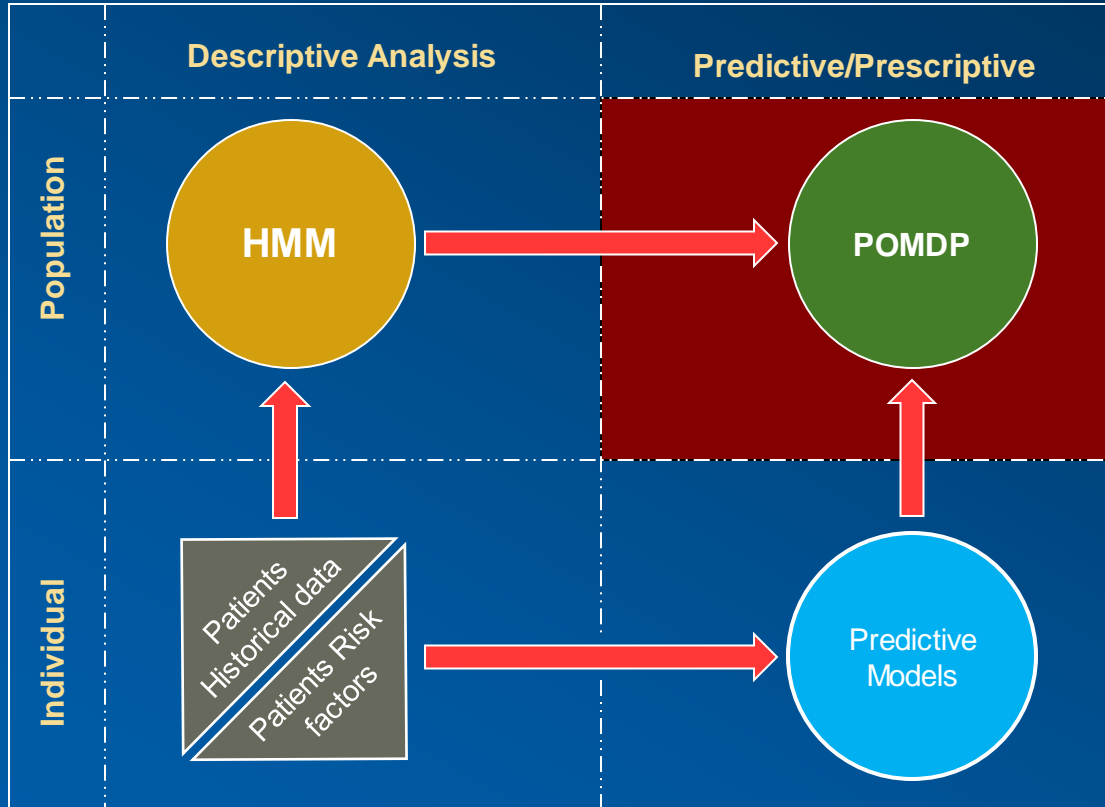 Descriptive Analysis
Predictive/Prescriptive
Population
HMM
POMDP
Individual
Patients
Historical data
Patients Risk
factors
Predictive
Models